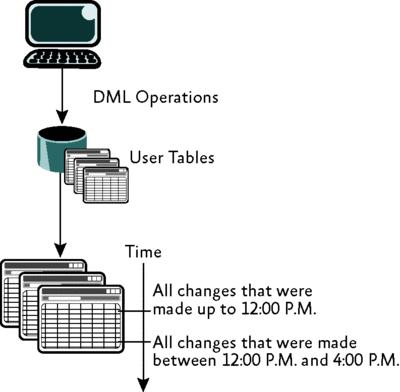 DML Operations
User Tables
Time
All changes that were
made up to 12:00 P.M.
All changes that were made
between 12:00 P.M. and 4:00 P.M.